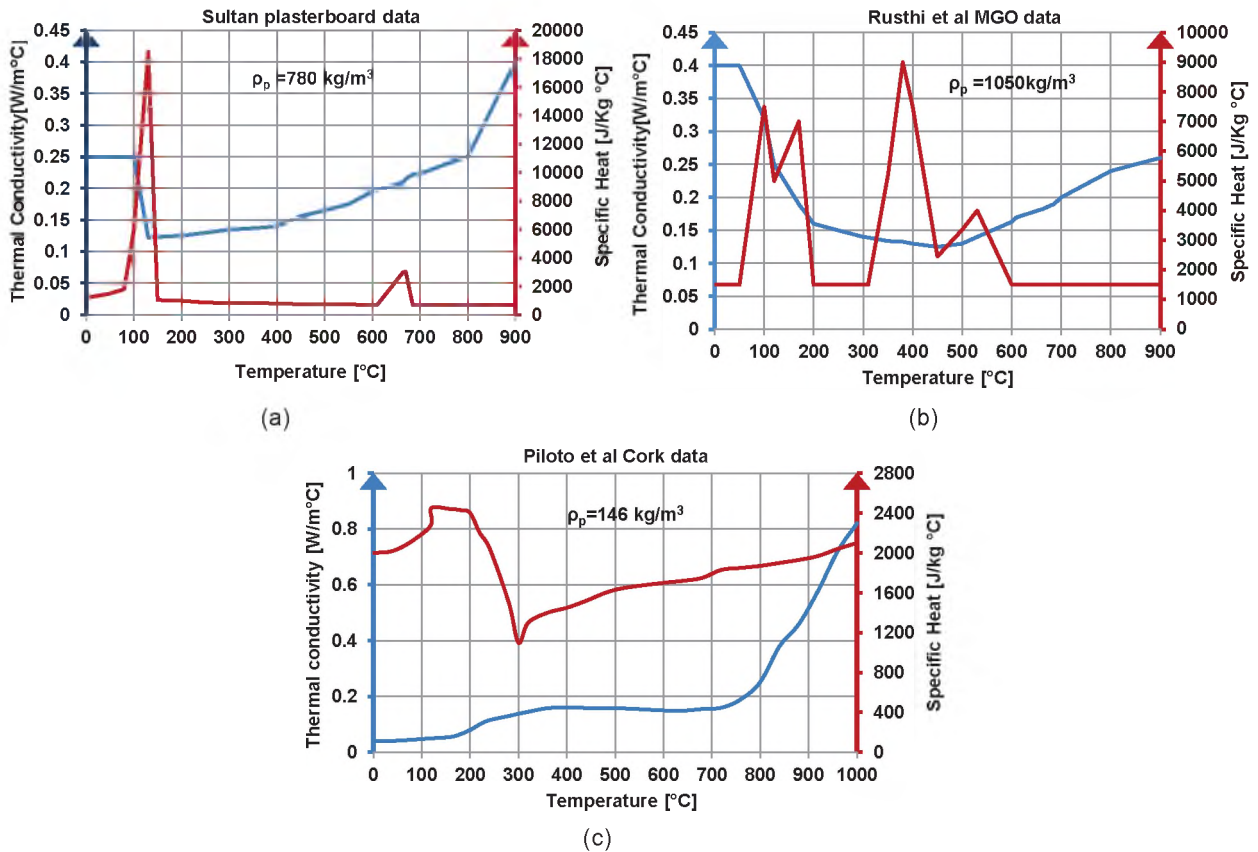 Sultan plasterboard data
Thermal Conductivity[W/m°C]
0.45
0.4
0.35
0.3
0.25
0.2
0.15
0.1
0.05
0
ρp =780 kg/m3
20000
18000
16000
14000
12000
10000
8000
6000
4000
2000
0
Specific Heat [J/Kg °C]
0 100 200 300 400 500 600 700 800 900
Temperature [°C]
(a)
Rusthi et al MGO data
Thermal Conductivity[W/m°C]
0.45
0.4
0.35
0.3
0.25
0.2
0.15
0.1
0.05
0
ρp =1050kg/m3
10000
9000
8000
7000
6000
5000
4000
3000
2000
1000
0
Specific Heat [J/Kg °C]
0 100 200 300 400 500 600 700 800 900
Temperature [°C]
(b)
Piloto et al Cork data
Thermal conductivity [W/m°C]
1
0.8
0.6
0.4
0.2
0
ρp=146 kg/m3
2800
2400
2000
1600
1200
800
400
0
Specific Heat [J/kg °C]
0 100 200 300 400 500 600 700 800 900 1000
Temperature [°C]
(c)